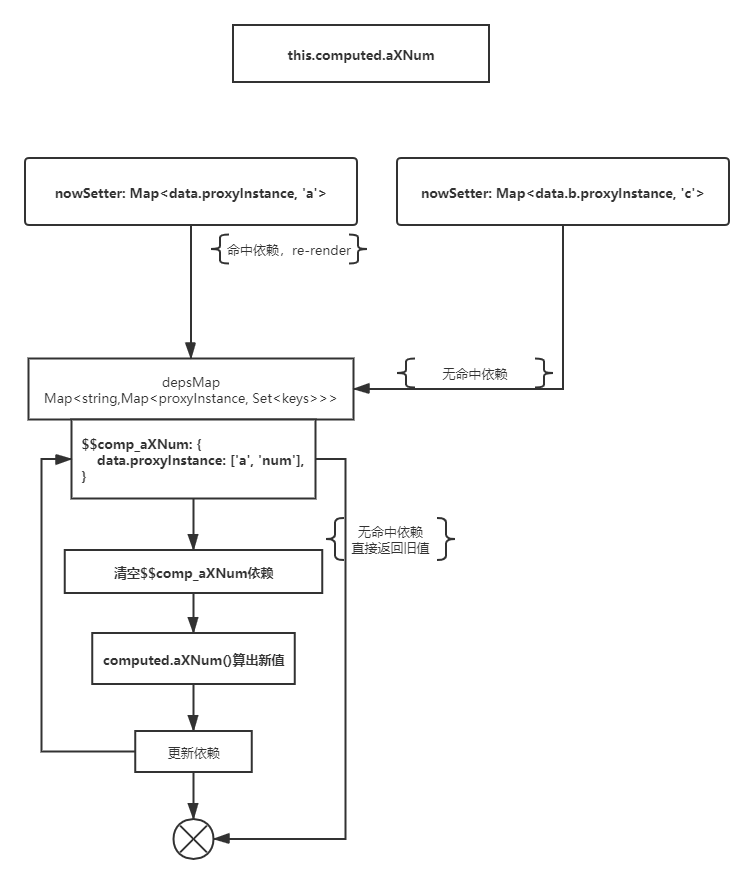 this.computed.aXNum
nowSetter: Map<data.proxyInstance, 'a'>
nowSetter: Map<data.b.proxyInstance, 'c'>
命中依赖，re-render
depsMap
Map<string,Map<proxyInstance, Set<keys>>>
无命中依赖
$$comp_aXNum: {
data.proxyInstance: ['a', 'num'],
}
无命中依赖
直接返回旧值
清空$$comp_aXNum依赖
computed.aXNum()算出新值
更新依赖